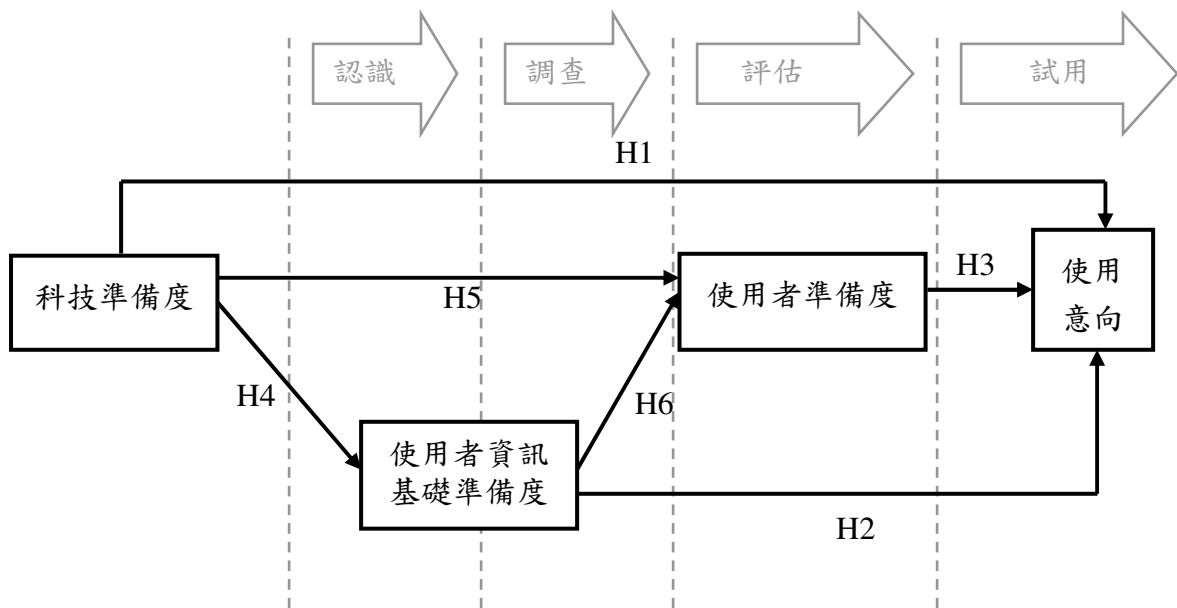 認識
調查
評估
試用
H1
科技準備度
H5
使用者準備度
H3
使用
意向
H4
H6
使用者資訊
基礎準備度
H2